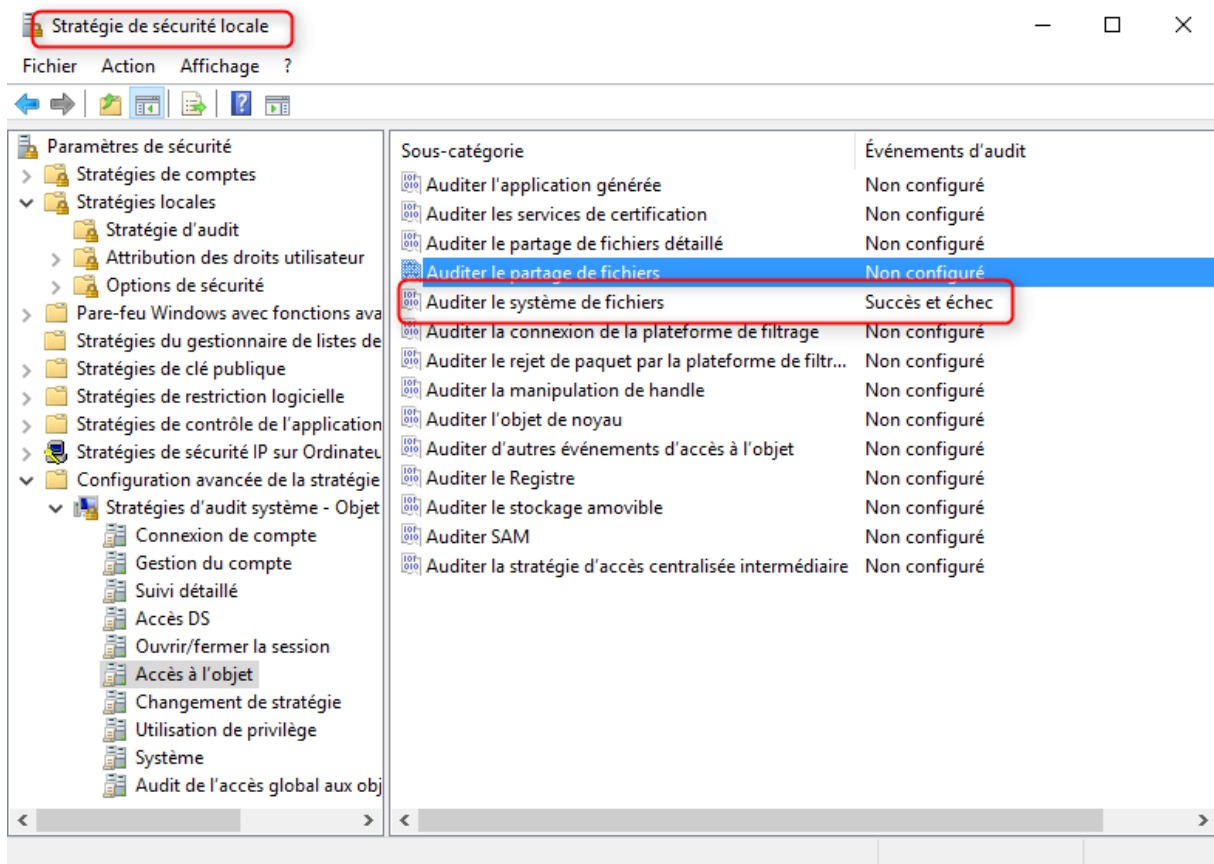 Stratégie de sécurité locale
Fichier Action Affichage ?
Paramètres de sécurité
Stratégies de comptes
Stratégies locales
Stratégie d'audit
Attribution des droits utilisateur
Options de sécurité
Pare-feu Windows avec fonctions ava
Stratégies du gestionnaire de listes de
Stratégies de clé publique
Stratégies de restriction logicielle
Stratégies de contrôle de l'application
Stratégies de sécurité IP sur Ordinateu
Configuration avancée de la stratégie
Stratégies d'audit système - Objet
Connexion de compte
Gestion du compte
Suivi détaillé
Accès DS
Ouvrir/fermer la session
Accès à l'objet
Changement de stratégie
Utilisation de privilège
Système
Audit de l'accès global aux obj
Sous-catégorie Événements d'audit
Auditer l'application générée Non configuré
Auditer les services de certification Non configuré
Auditer le partage de fichiers détaillé Non configuré
Auditer le partage de fichiers Non configuré
Auditer le système de fichiers Succès et échec
Auditer la connexion de la plateforme de filtrage Non configuré
Auditer le rejet de paquet par la plateforme de filtr... Non configuré
Auditer la manipulation de handle Non configuré
Auditer l'objet de noyau Non configuré
Auditer d'autres événements d'accès à l'objet Non configuré
Auditer le Registre Non configuré
Auditer le stockage amovible Non configuré
Auditer SAM Non configuré
Auditer la stratégie d'accès centralisée intermédiaire Non configuré